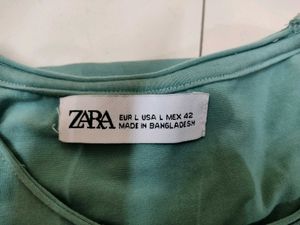 ZARA
EUR L USA L MEX 42
MADE IN BANGLADESH